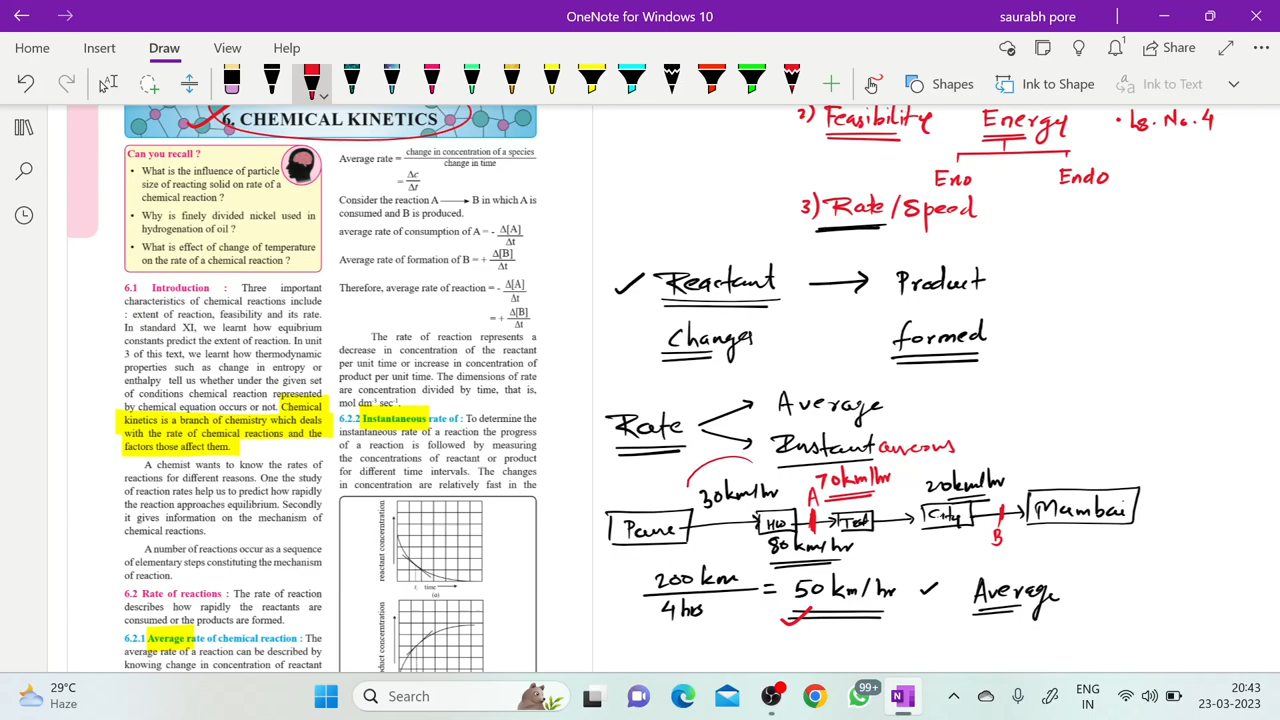 OneNote for Windows 10
saurabh pore
Home
Insert
Draw
View
Help
Share
Shapes
Ink to Shape
Ink to Text
6. CHEMICAL KINETICS
Can you recall ?
• What is the influence of particle
size of reacting solid on rate of a
chemical reaction ?
• Why is finely divided nickel used in
hydrogenation of oil ?
• What is effect of change of temperature
on the rate of a chemical reaction ?
6.1 Introduction : Three important
characteristics of chemical reactions include
: extent of reaction, feasibility and its rate.
In standard XI, we learnt how equibrium
constants predict the extent of reaction. In unit
3 of this text, we learnt how thermodynamic
properties such as change in entropy or
enthalpy tell us whether under the given set
of conditions chemical reaction represented
by chemical equation occurs or not. Chemical
kinetics is a branch of chemistry which deals
with the rate of chemical reactions and the
factors those affect them.
A chemist wants to know the rates of
reactions for different reasons. One the study
of reaction rates help us to predict how rapidly
the reaction approaches equilibrium. Secondly
it gives information on the mechanism of
chemical reactions.
A number of reactions occur as a sequence
of elementary steps constituting the mechanism
of reaction.
6.2 Rate of reactions : The rate of reaction
describes how rapidly the reactants are
consumed or the products are formed.
6.2.1 Average rate of chemical reaction : The
average rate of a reaction can be described by
knowing change in concentration of reactant
Average rate = change in concentration of a species
change in time
= Δc
Δt
Consider the reaction A ⟶ B in which A is
consumed and B is produced.
average rate of consumption of A = - Δ[A]
Δt
Average rate of formation of B = + Δ[B]
Δt
Therefore, average rate of reaction = - Δ[A]
Δt
= + Δ[B]
Δt
The rate of reaction represents a
decrease in concentration of the reactant
per unit time or increase in concentration of
product per unit time. The dimensions of rate
are concentration divided by time, that is,
mol dm⁻³ sec⁻¹.
6.2.2 Instantaneous rate of : To determine the
instantaneous rate of a reaction the progress
of a reaction is followed by measuring
the concentrations of reactant or product
for different time intervals. The changes
in concentration are relatively fast in the
reactant concentration
t₁ time
(a)
duct concerntration
2) Feasibility
Energy
• Ls. No. 4
Exo
Endo
3) Rate/Speed
✓ Reactant → Product
Changes
formed
Rate
Average
Instantaneous
30km/hr
A
70km/hr
20km/hr
Pune
Toll
City
Mumbai
B
80 km/hr
200 km
4 hrs
= 50 km/hr ✓ Average
29°C
Haze
Search
99+
ENG
IN
20:43
23-03-2023